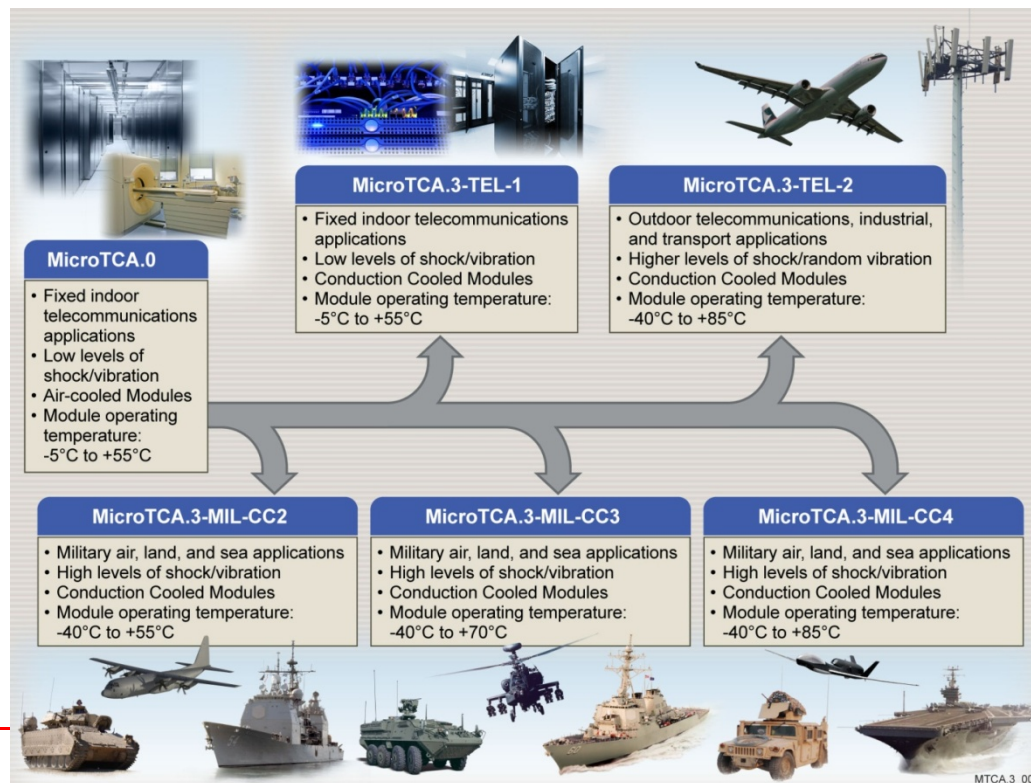 MicroTCA.3-TEL-1
• Fixed indoor telecommunications
applications
• Low levels of shock/vibration
• Conduction Cooled Modules
• Module operating temperature:
-5°C to +55°C
MicroTCA.3-TEL-2
• Outdoor telecommunications, industrial,
and transport applications
• Higher levels of shock/random vibration
• Conduction Cooled Modules
• Module operating temperature:
-40°C to +85°C
MicroTCA.0
• Fixed indoor
telecommunications
applications
• Low levels of
shock/vibration
• Air-cooled Modules
• Module operating
temperature:
-5°C to +55°C
MicroTCA.3-MIL-CC2
• Military air, land, and sea applications
• High levels of shock/vibration
• Conduction Cooled Modules
• Module operating temperature:
-40°C to +55°C
MicroTCA.3-MIL-CC3
• Military air, land, and sea applications
• High levels of shock/vibration
• Conduction Cooled Modules
• Module operating temperature:
-40°C to +70°C
MicroTCA.3-MIL-CC4
• Military air, land, and sea applications
• High levels of shock/vibration
• Conduction Cooled Modules
• Module operating temperature:
-40°C to +85°C